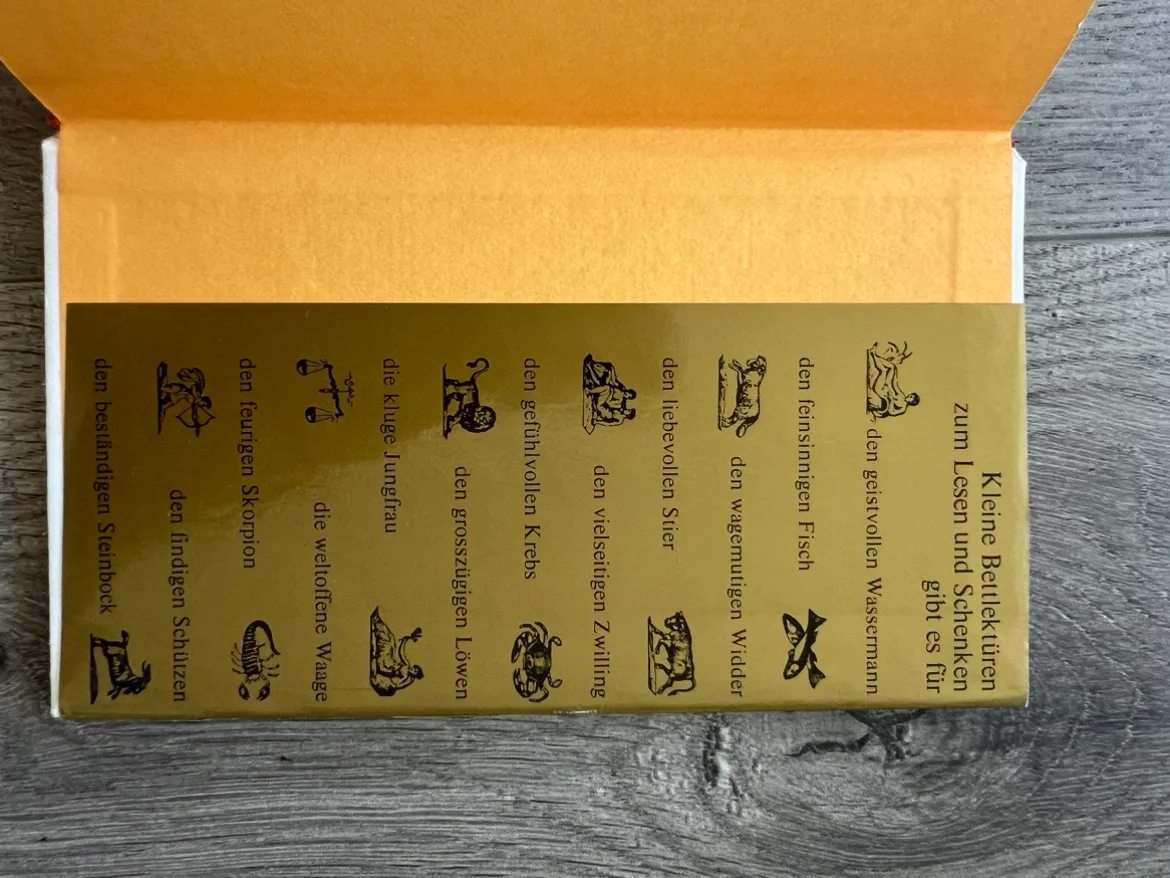 Kleine Bettlektüren
zum Lesen und Schenken
gibt es für
den geistvollen Wassermann
den feinsinnigen Fisch
den wagemutigen Widder
den liebevollen Stier
den vielseitigen Zwilling
den gefühlvollen Krebs
den grosszügigen Löwen
die kluge Jungfrau
die weltoffene Waage
den feurigen Skorpion
den findigen Schützen
den beständigen Steinbock